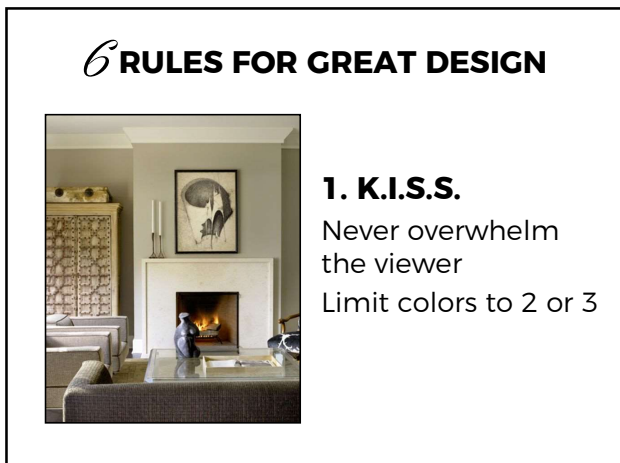 6 RULES FOR GREAT DESIGN
1. K.I.S.S.
Never overwhelm
the viewer
Limit colors to 2 or 3